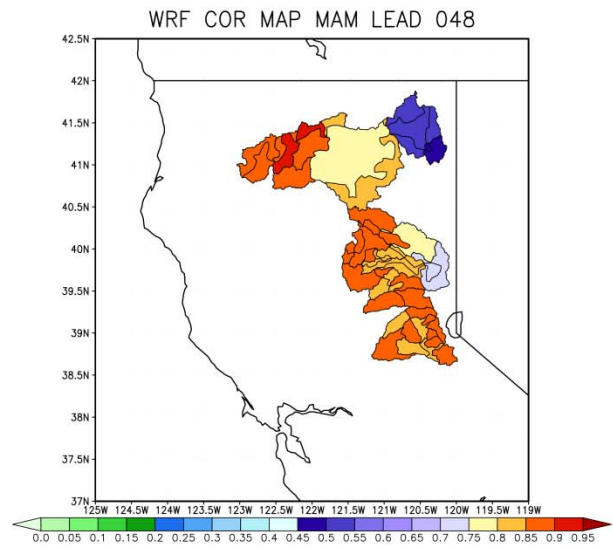 WRF COR MAP MAM LEAD 048
42.5N
42N
41.5N
41N
40.5N
40N
39.5N
39N
38.5N
38N
37.5N
37N
125W 124.5W 124W 123.5W 123W 122.5W 122W 121.5W 121W 120.5W 120W 119.5W 119W
0.0 0.05 0.1 0.15 0.2 0.25 0.3 0.35 0.4 0.45 0.5 0.55 0.6 0.65 0.7 0.75 0.8 0.85 0.9 0.95